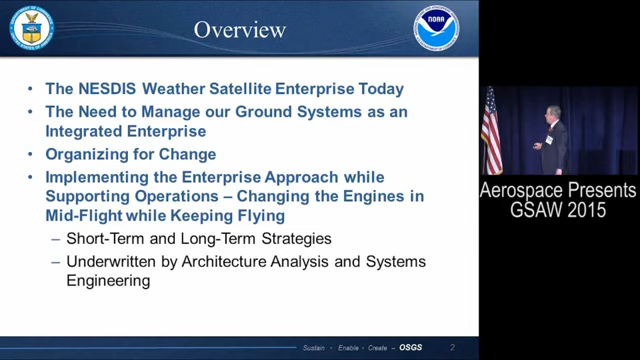 Overview
NOAA
• The NESDIS Weather Satellite Enterprise Today
• The Need to Manage our Ground Systems as an
Integrated Enterprise
• Organizing for Change
• Implementing the Enterprise Approach while
Supporting Operations – Changing the Engines in
Mid-Flight while Keeping Flying
– Short-Term and Long-Term Strategies
– Underwritten by Architecture Analysis and Systems
Engineering
Sustain • Enable • Create – OSGS 2
Aerospace Presents
GSAW 2015